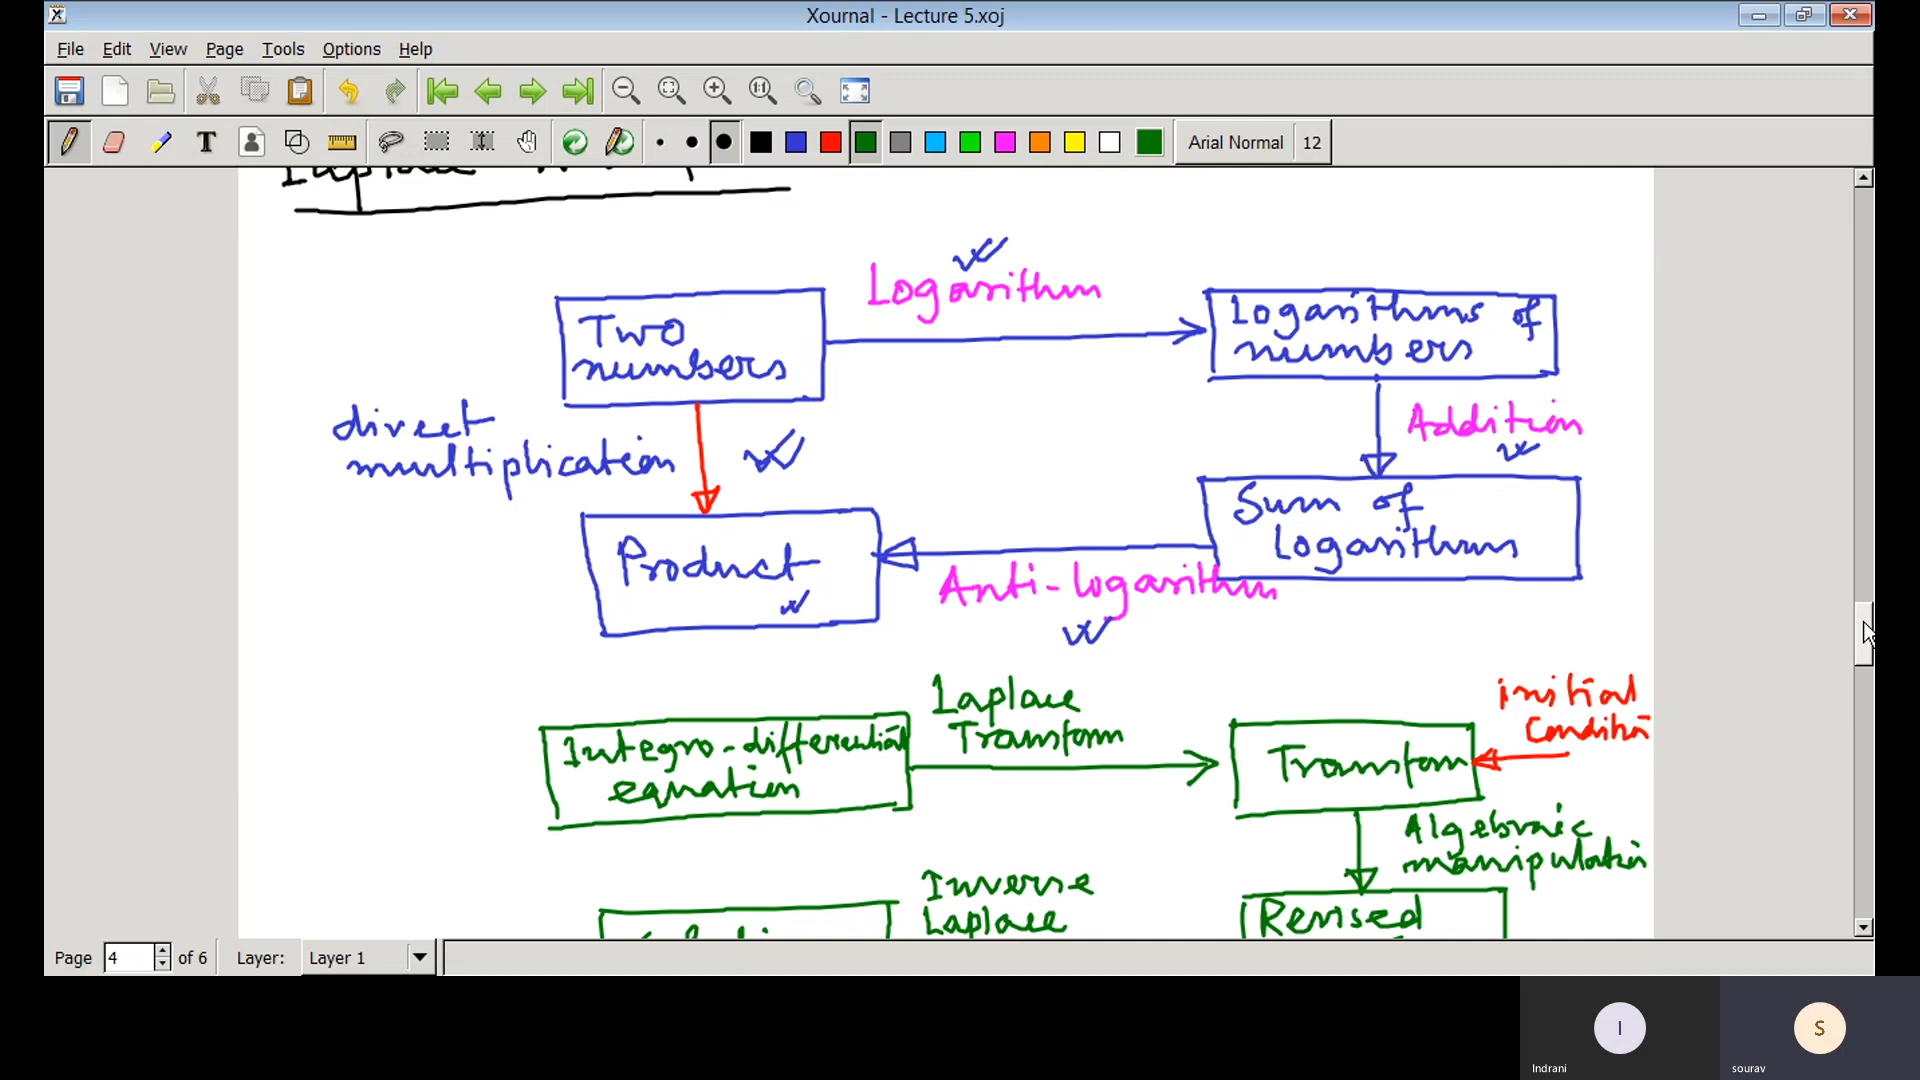 Xournal - Lecture 5.xoj
File Edit View Page Tools Options Help
Arial Normal 12
Laplace
Logarithm
Two
numbers
Logarithms of
numbers
direct
multiplication
Addition
Product
Sum of
Logarithms
Anti-logarithm
Laplace
Transform
initial
Conditin
Integro-differential
equation
Transform
Algebraic
manipulation
Inverse
Laplace
Revised
Page 4 of 6 Layer: Layer 1
I
S
Indrani
sourav